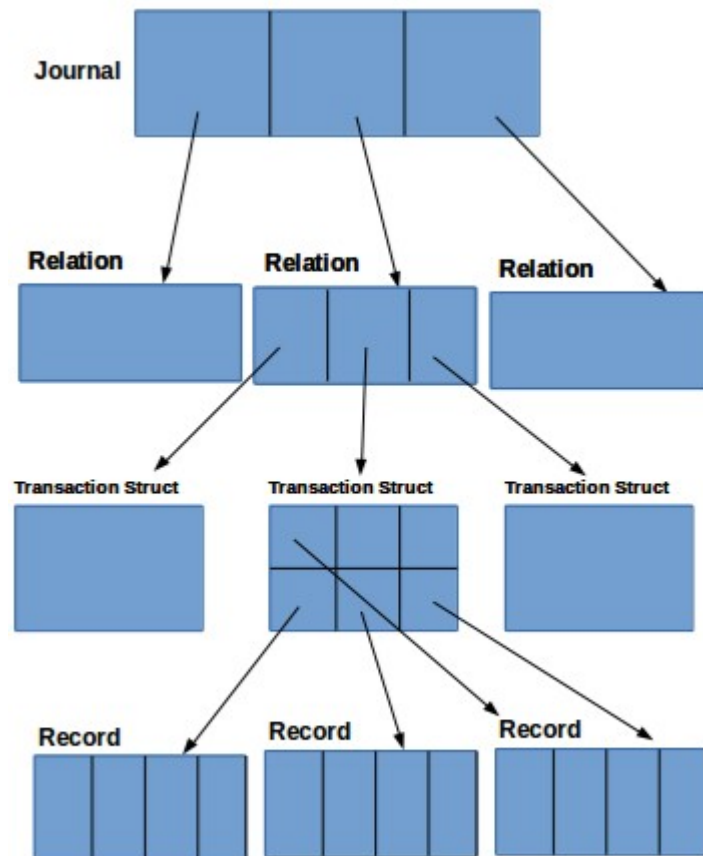 Journal
Relation
Relation
Relation
Transaction Struct
Transaction Struct
Transaction Struct
Record
Record
Record